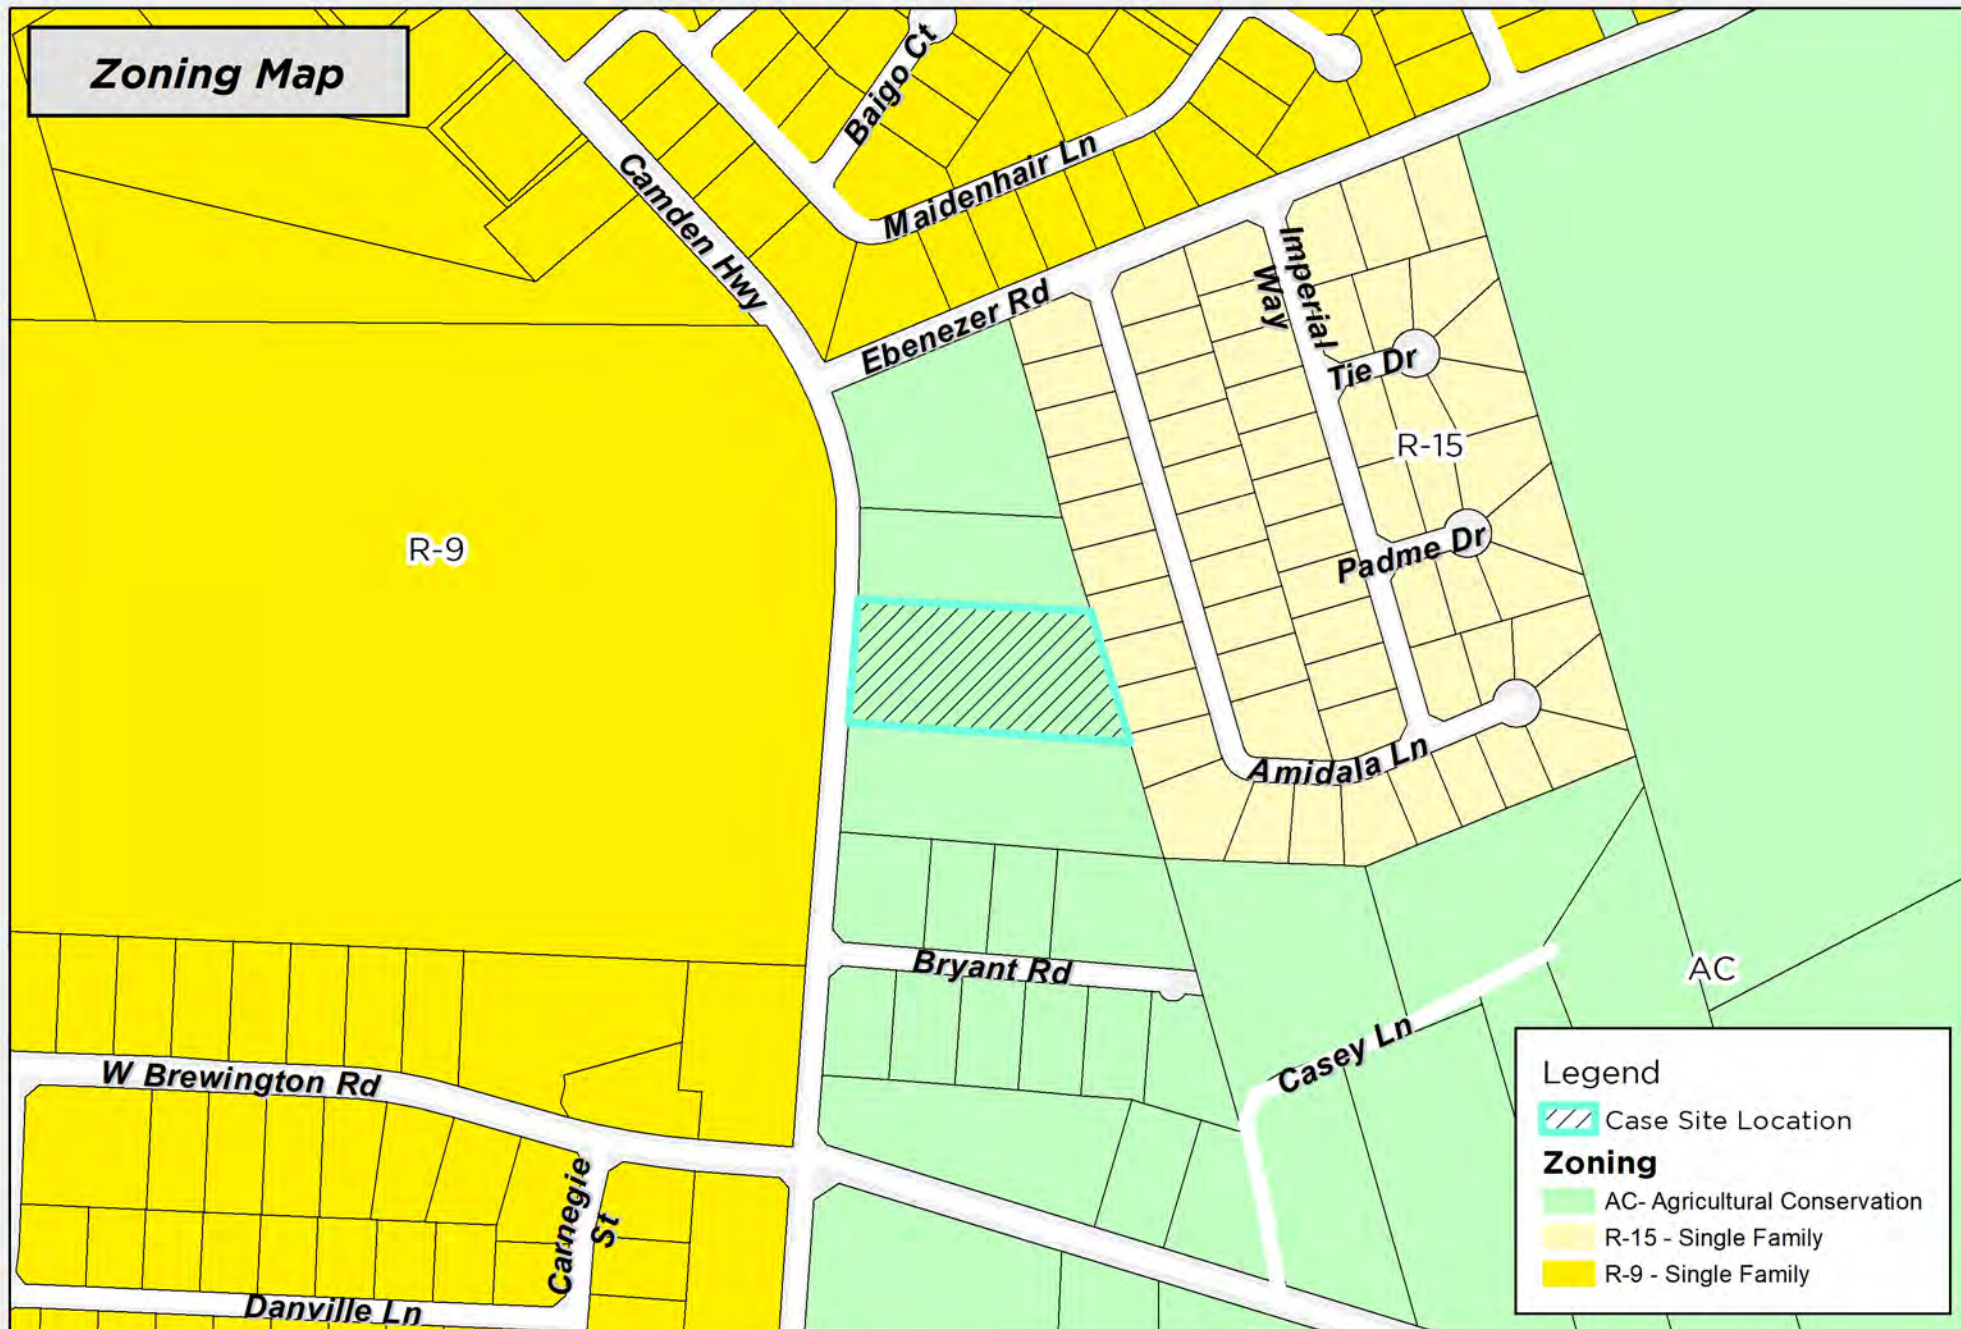 Zoning Map
Baigo Ct
Camden Hwy
Maidenhair Ln
Ebenezer Rd
Imperial
Way
Tie Dr
R-15
R-9
Padme Dr
Amidala Ln
Bryant Rd
AC
Casey Ln
W Brewington Rd
Carnegie
St
Danville Ln
Legend
Case Site Location
Zoning
AC- Agricultural Conservation
R-15 - Single Family
R-9 - Single Family